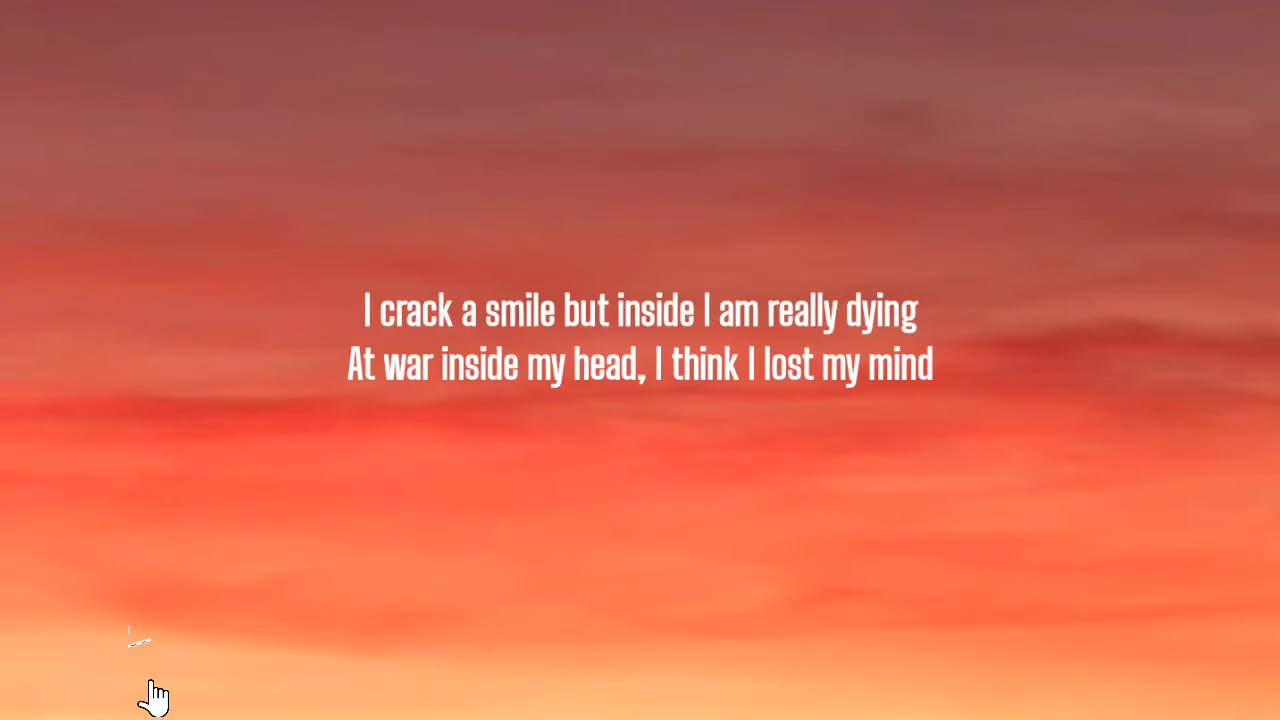 I crack a smile but inside I am really dying
At war inside my head, I think I lost my mind